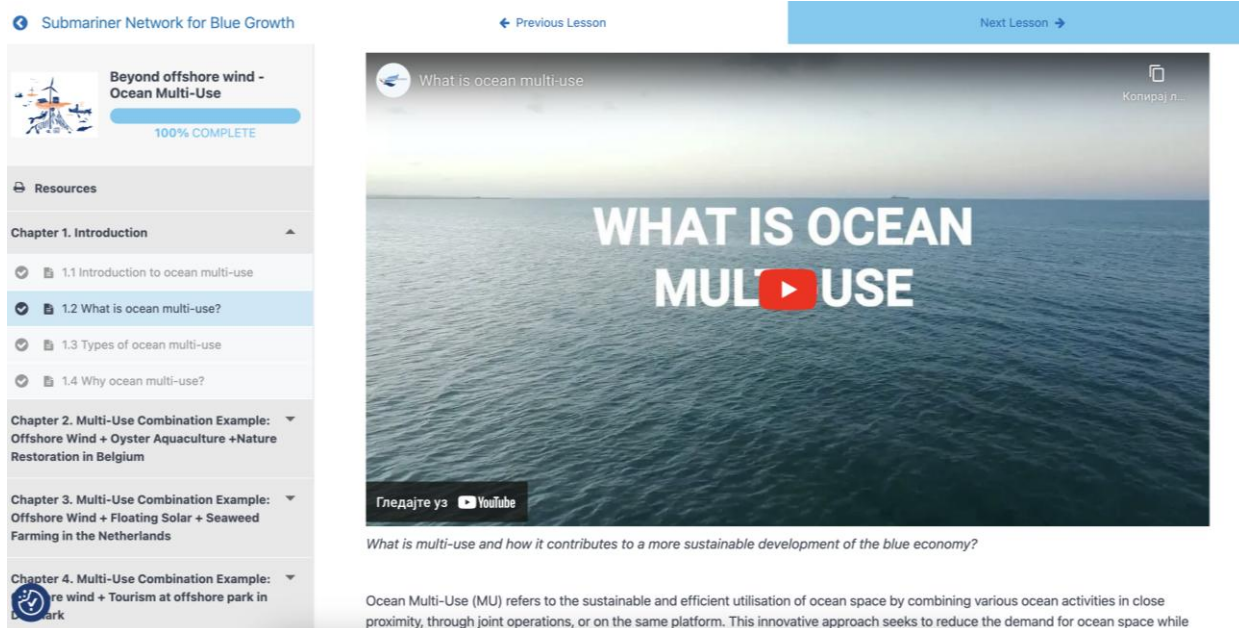 Submariner Network for Blue Growth
Previous Lesson
Next Lesson
Beyond offshore wind -
Ocean Multi-Use
100% COMPLETE
Resources
Chapter 1. Introduction
1.1 Introduction to ocean multi-use
1.2 What is ocean multi-use?
1.3 Types of ocean multi-use
1.4 Why ocean multi-use?
Chapter 2. Multi-Use Combination Example:
Offshore Wind + Oyster Aquaculture +Nature
Restoration in Belgium
Chapter 3. Multi-Use Combination Example:
Offshore Wind + Floating Solar + Seaweed
Farming in the Netherlands
Chapter 4. Multi-Use Combination Example:
wind + Tourism at offshore park in
What is ocean multi-use
Копирај л...
WHAT IS OCEAN
USE
Гледајте уз YouTube
What is multi-use and how it contributes to a more sustainable development of the blue economy?
Ocean Multi-Use (MU) refers to the sustainable and efficient utilisation of ocean space by combining various ocean activities in close
proximity, through joint operations, or on the same platform. This innovative approach seeks to reduce the demand for ocean space while